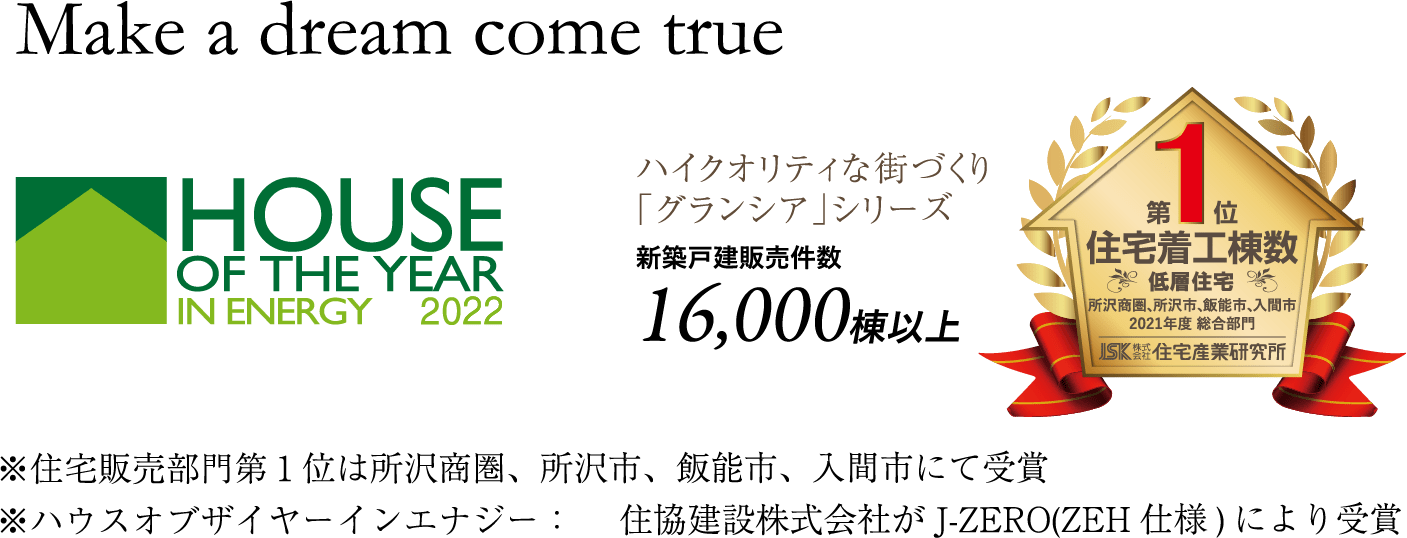 Make a dream come true
HOUSE
OF THE YEAR
IN ENERGY 2022
ハイクオリティな街づくり
「グランシア」シリーズ
新築戸建販売件数
16,000棟以上
第1位
住宅着工棟数
低層住宅
所沢商圏、所沢市、飯能市、入間市
2021年度 総合部門
JSK 株式会社 住宅産業研究所
※住宅販売部門第1位は所沢商圏、所沢市、飯能市、入間市にて受賞
※ハウスオブザイヤーインエナジー： 住協建設株式会社がJ-ZERO(ZEH仕様)により受賞